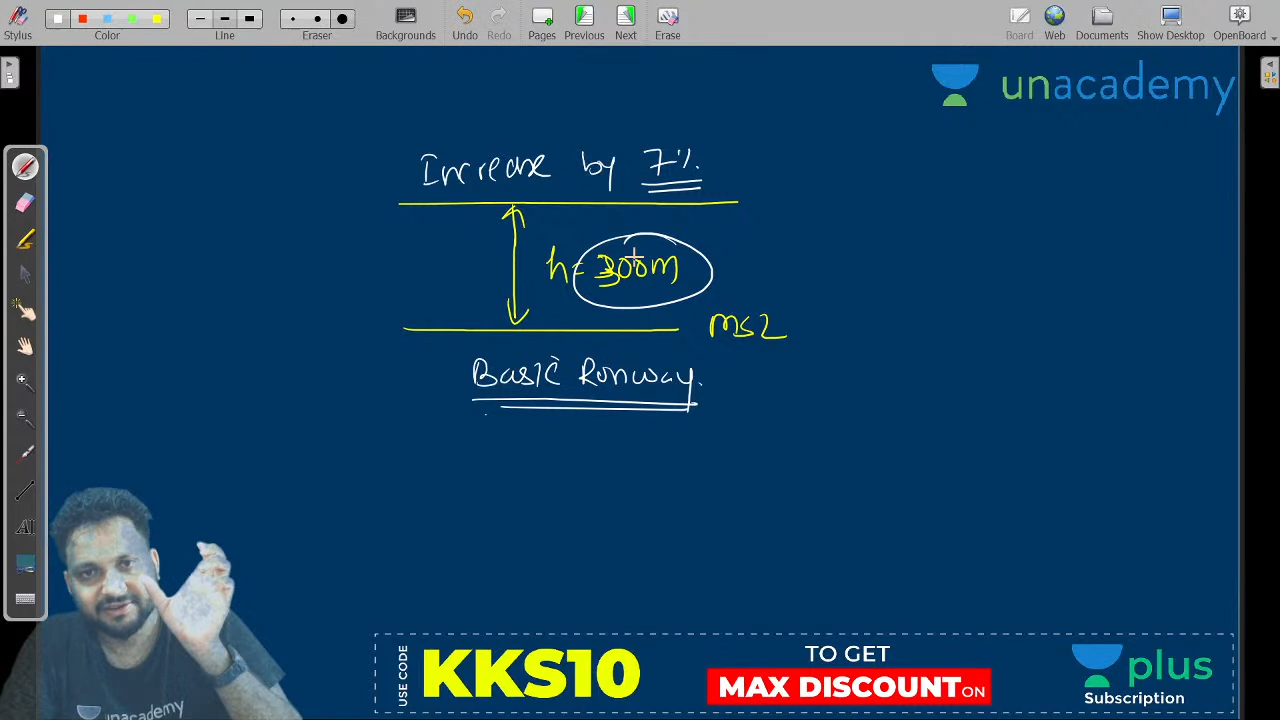 Stylus
Color
Line
Eraser
Backgrounds
Undo
Redo
Pages
Previous
Next
Erase
Board
Web
Documents
Show Desktop
OpenBoard
unacademy
Increase by 7%.
h = 300m
MSL
Basic Runway.
unacademy
USE CODE
KKS10
TO GET
MAX DISCOUNT ON
plus
Subscription